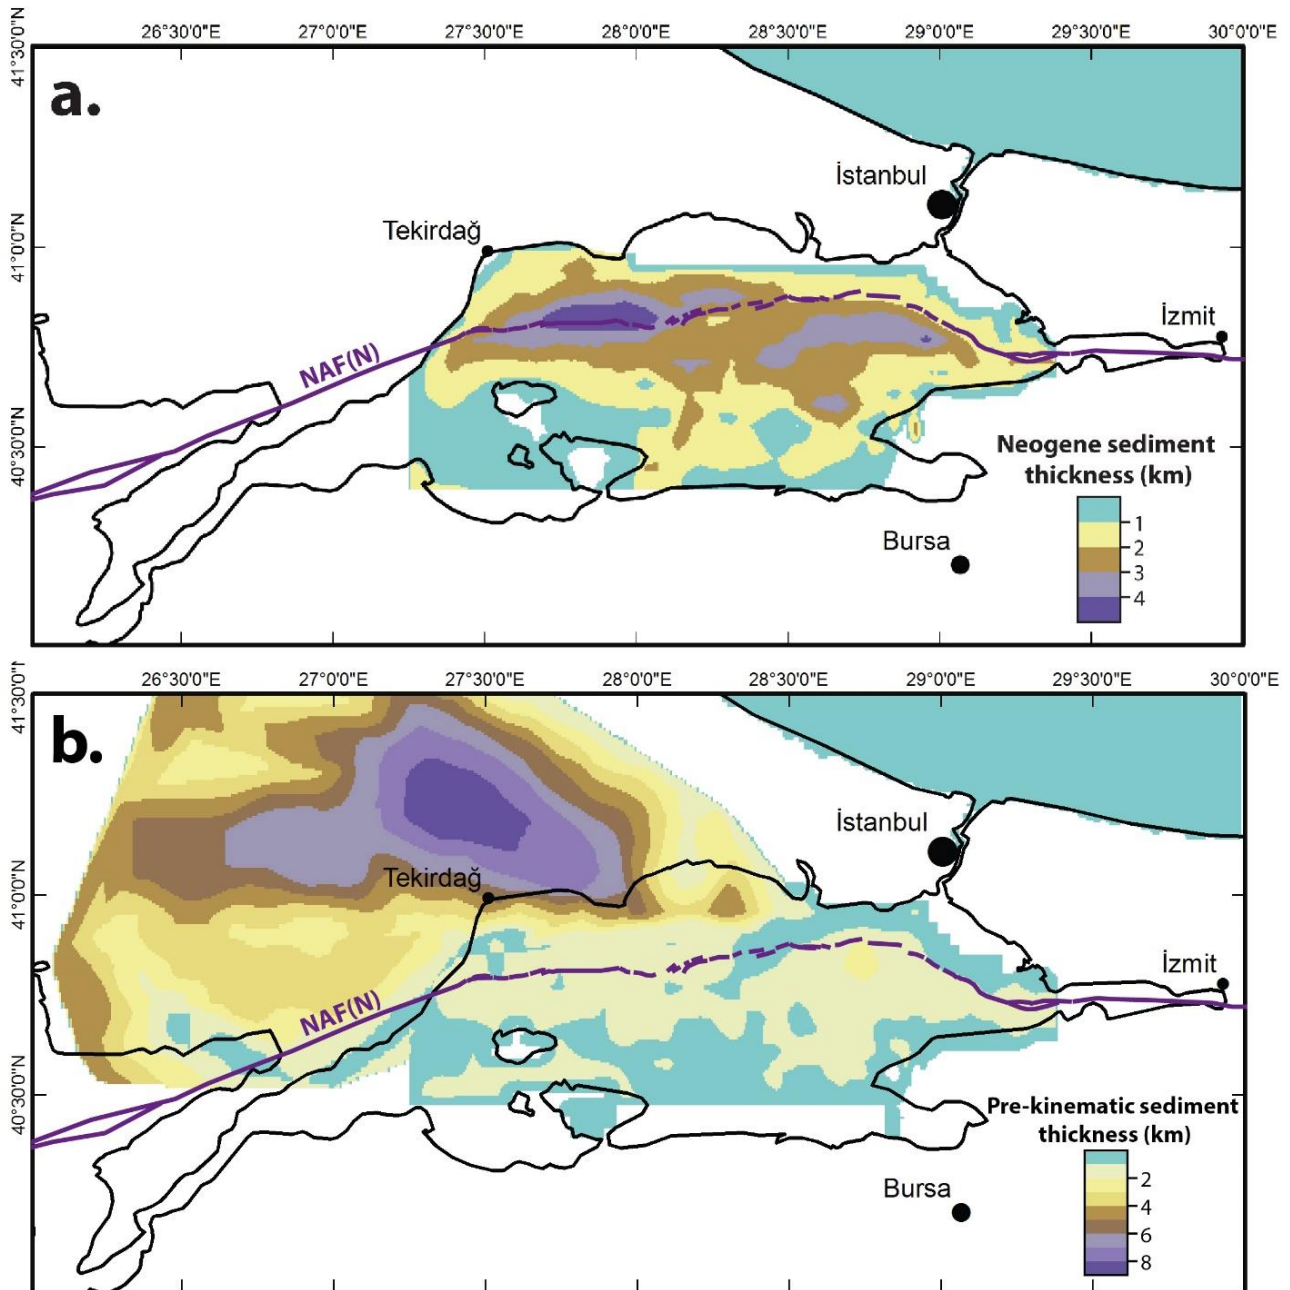 26°30'0"E 27°0'0"E 27°30'0"E 28°0'0"E 28°30'0"E 29°0'0"E 29°30'0"E 30°0'0"E
41°30'0"N
a.
İstanbul
Tekirdağ
41°0'0"N
İzmit
NAF(N)
40°30'0"N
Neogene sediment
thickness (km)
1
2
3
4
Bursa
26°30'0"E 27°0'0"E 27°30'0"E 28°0'0"E 28°30'0"E 29°0'0"E 29°30'0"E 30°0'0"E
41°30'0"N
b.
İstanbul
Tekirdağ
41°0'0"N
İzmit
NAF(N)
40°30'0"N
Pre-kinematic sediment
thickness (km)
2
4
6
8
Bursa